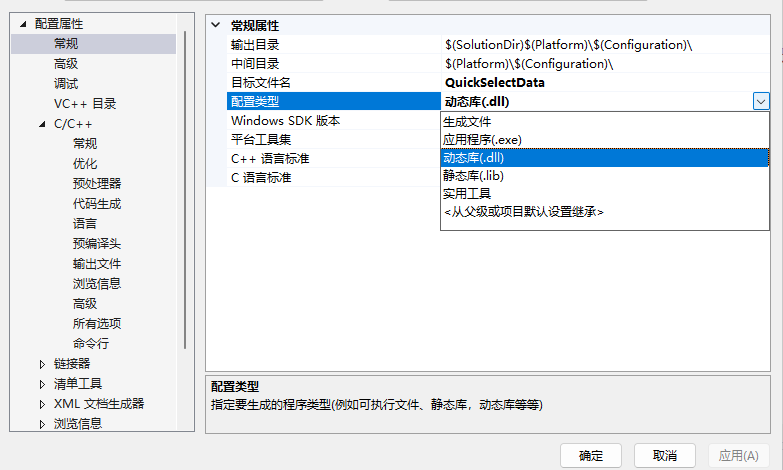 配置属性
常规
高级
调试
VC++ 目录
C/C++
常规
优化
预处理器
代码生成
语言
预编译头
输出文件
浏览信息
高级
所有选项
命令行
链接器
清单工具
XML 文档生成器
浏览信息
常规属性
输出目录 $(SolutionDir)$(Platform)\$(Configuration)\
中间目录 $(Platform)\$(Configuration)\
目标文件名 QuickSelectData
配置类型 动态库(.dll)
Windows SDK 版本
平台工具集
C++ 语言标准
C 语言标准
生成文件
应用程序(.exe)
动态库(.dll)
静态库(.lib)
实用工具
<从父级或项目默认设置继承>
配置类型
指定要生成的程序类型(例如可执行文件、静态库，动态库等等)
确定 取消 应用(A)